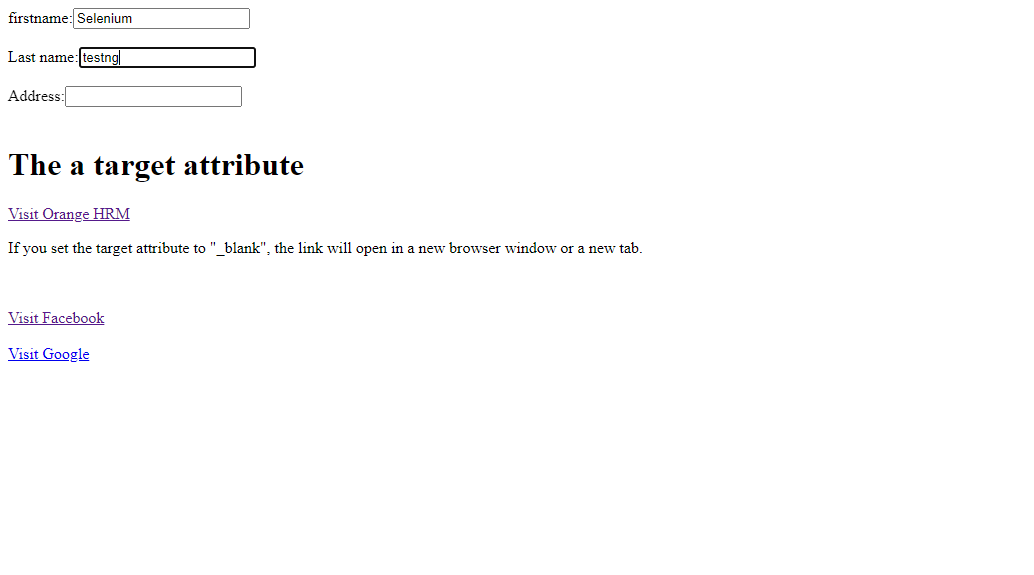 firstname: Selenium
Last name: testng
Address:
The a target attribute
Visit Orange HRM
If you set the target attribute to "_blank", the link will open in a new browser window or a new tab.
Visit Facebook
Visit Google